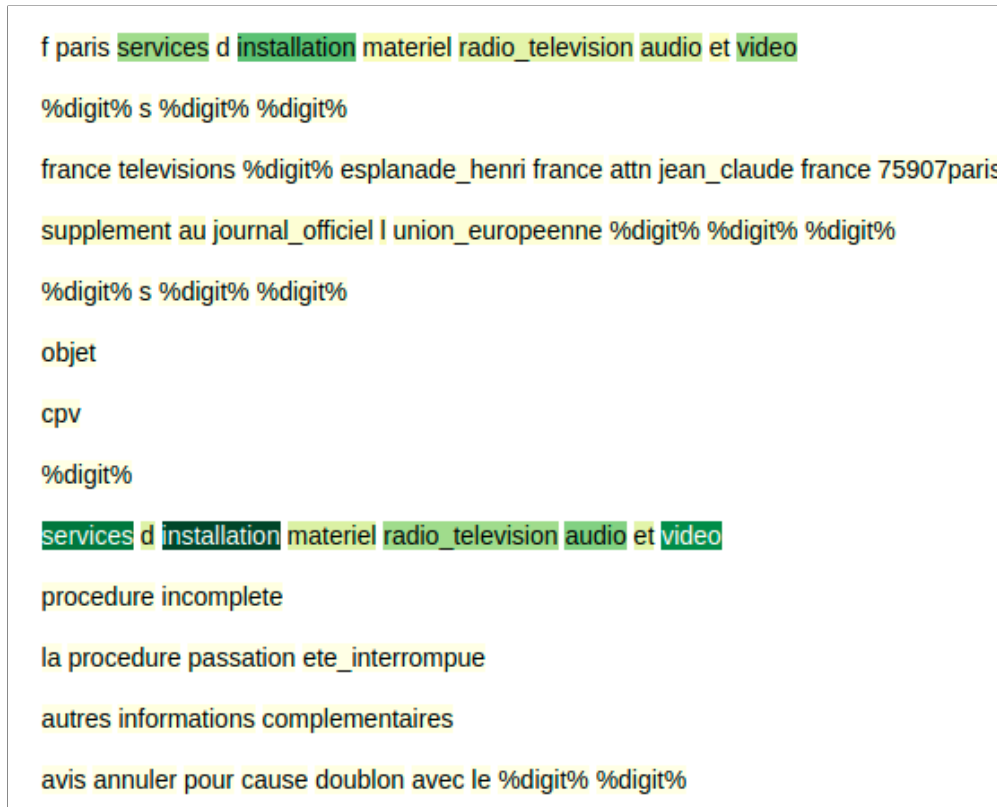 f paris services d installation materiel radio_television audio et video
%digit% s %digit% %digit%
france televisions %digit% esplanade_henri france attn jean_claude france 75907paris
supplement au journal_officiel l union_europeenne %digit% %digit% %digit%
%digit% s %digit% %digit%
objet
cpv
%digit%
services d installation materiel radio_television audio et video
procedure incomplete
la procedure passation ete_interrompue
autres informations complementaires
avis annuler pour cause doublon avec le %digit% %digit%